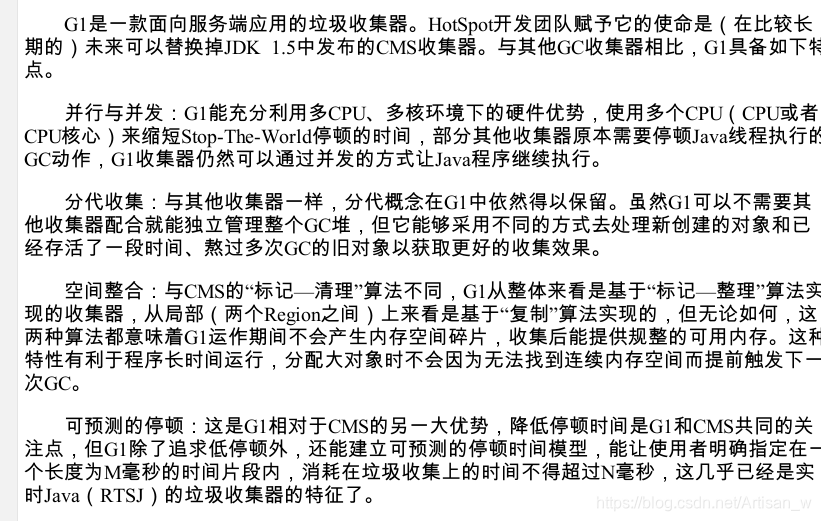 G1是一款面向服务端应用的垃圾收集器。HotSpot开发团队赋予它的使命是（在比较长
期的）未来可以替换掉JDK 1.5中发布的CMS收集器。与其他GC收集器相比，G1具备如下特
点。
并行与并发：G1能充分利用多CPU、多核环境下的硬件优势，使用多个CPU（CPU或者
CPU核心）来缩短Stop-The-World停顿的时间，部分其他收集器原本需要停顿Java线程执行的
GC动作，G1收集器仍然可以通过并发的方式让Java程序继续执行。
分代收集：与其他收集器一样，分代概念在G1中依然得以保留。虽然G1可以不需要其
他收集器配合就能独立管理整个GC堆，但它能够采用不同的方式去处理新创建的对象和已
经存活了一段时间、熬过多次GC的旧对象以获取更好的收集效果。
空间整合：与CMS的“标记—清理”算法不同，G1从整体来看是基于“标记—整理”算法实
现的收集器，从局部（两个Region之间）上来看是基于“复制”算法实现的，但无论如何，这
两种算法都意味着G1运作期间不会产生内存空间碎片，收集后能提供规整的可用内存。这种
特性有利于程序长时间运行，分配大对象时不会因为无法找到连续内存空间而提前触发下一
次GC。
可预测的停顿：这是G1相对于CMS的另一大优势，降低停顿时间是G1和CMS共同的关
注点，但G1除了追求低停顿外，还能建立可预测的停顿时间模型，能让使用者明确指定在一
个长度为M毫秒的时间片段内，消耗在垃圾收集上的时间不得超过N毫秒，这几乎已经是实
时Java（RTSJ）的垃圾收集器的特征了。
https://blog.csdn.net/Artisan_w